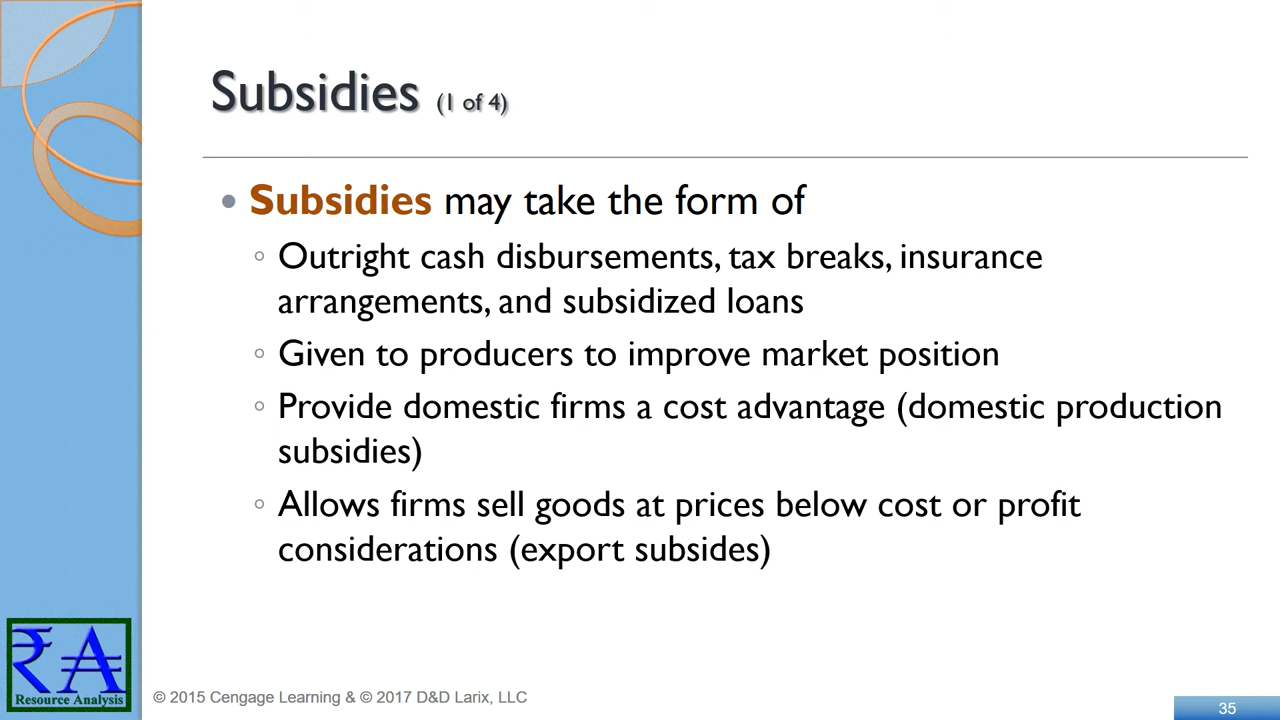 Subsidies (1 of 4)
• Subsidies may take the form of
◦ Outright cash disbursements, tax breaks, insurance
arrangements, and subsidized loans
◦ Given to producers to improve market position
◦ Provide domestic firms a cost advantage (domestic production
subsidies)
◦ Allows firms sell goods at prices below cost or profit
considerations (export subsides)
₹A
Resource Analysis
© 2015 Cengage Learning & © 2017 D&D Larix, LLC
35